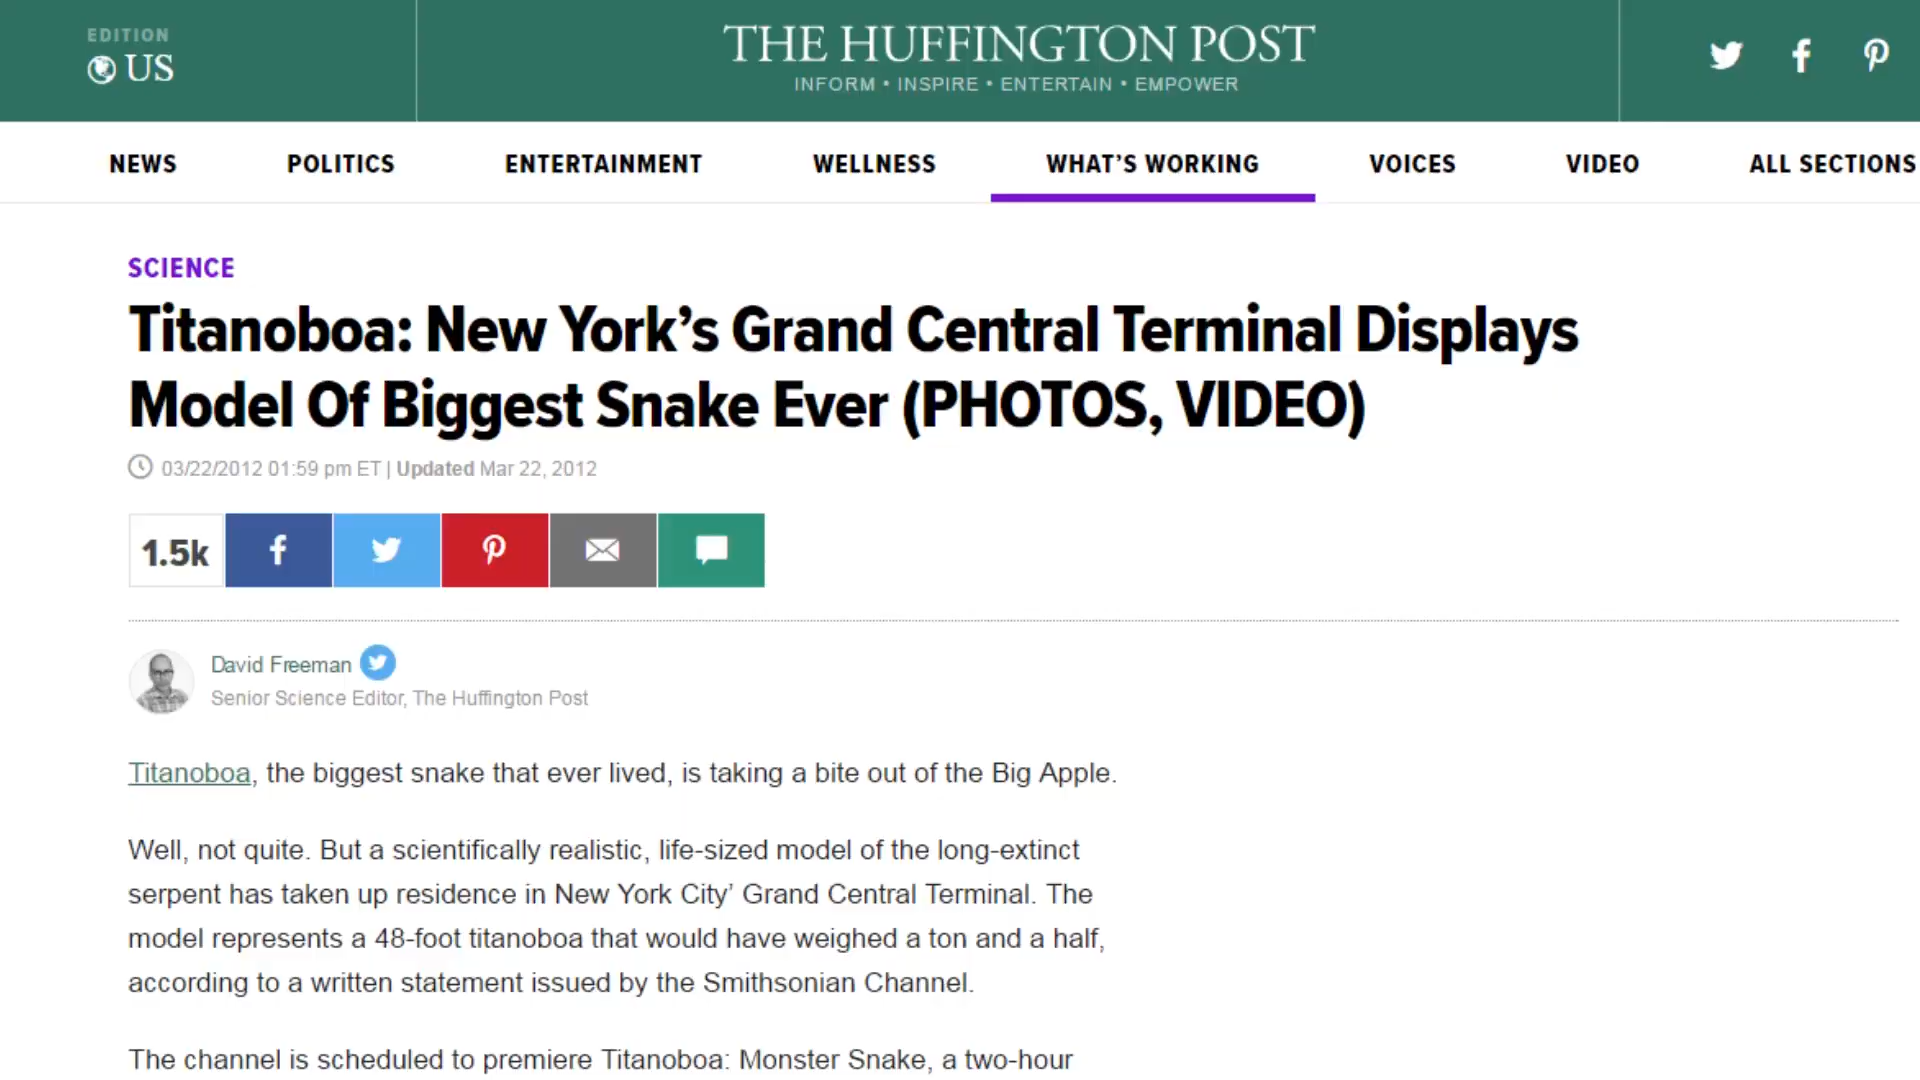 EDITION
US
THE HUFFINGTON POST
INFORM • INSPIRE • ENTERTAIN • EMPOWER
NEWS POLITICS ENTERTAINMENT WELLNESS WHAT’S WORKING VOICES VIDEO ALL SECTIONS
SCIENCE
Titanoboa: New York’s Grand Central Terminal Displays
Model Of Biggest Snake Ever (PHOTOS, VIDEO)
03/22/2012 01:59 pm ET | Updated Mar 22, 2012
1.5k
David Freeman
Senior Science Editor, The Huffington Post
Titanoboa, the biggest snake that ever lived, is taking a bite out of the Big Apple.
Well, not quite. But a scientifically realistic, life-sized model of the long-extinct
serpent has taken up residence in New York City’ Grand Central Terminal. The
model represents a 48-foot titanoboa that would have weighed a ton and a half,
according to a written statement issued by the Smithsonian Channel.
The channel is scheduled to premiere Titanoboa: Monster Snake, a two-hour